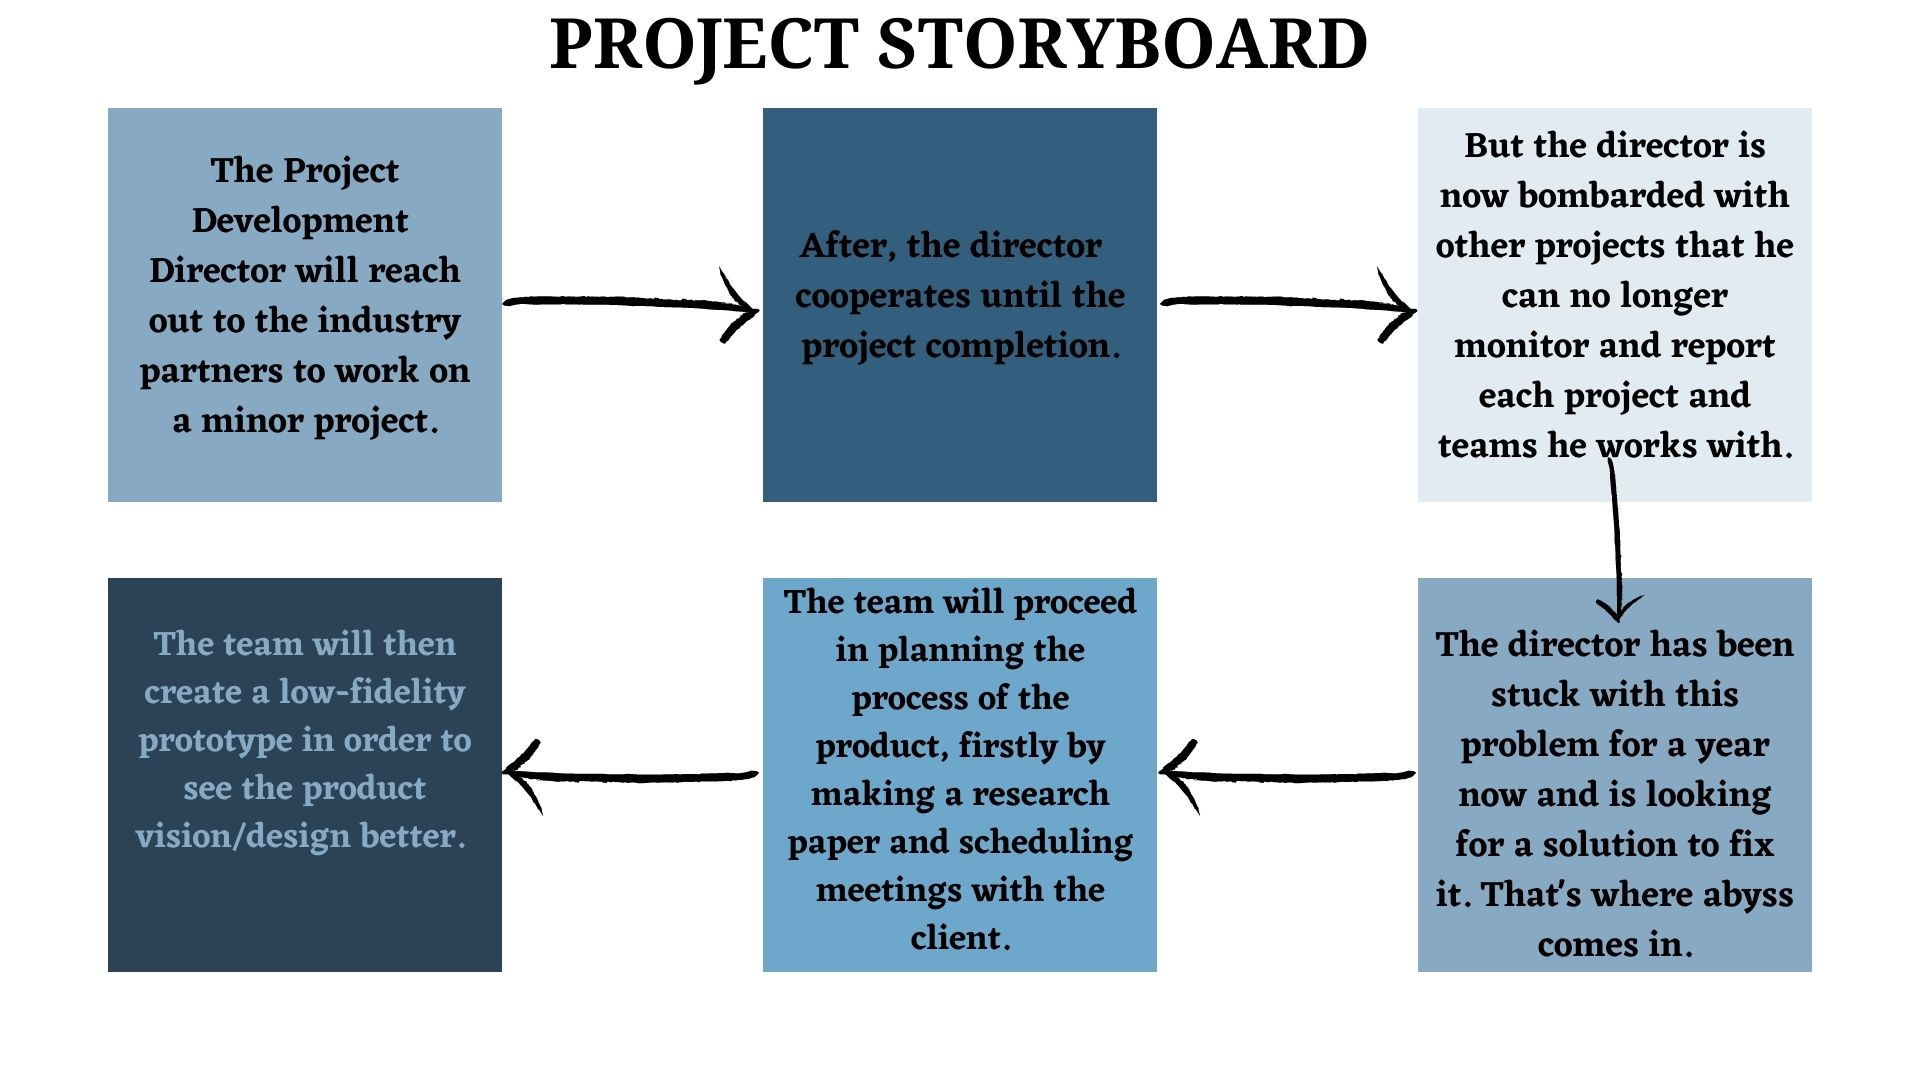 PROJECT STORYBOARD
The Project
Development
Director will reach
out to the industry
partners to work on
a minor project.
After, the director
cooperates until the
project completion.
But the director is
now bombarded with
other projects that he
can no longer
monitor and report
each project and
teams he works with.
The director has been
stuck with this
problem for a year
now and is looking
for a solution to fix
it. That's where abyss
comes in.
The team will proceed
in planning the
process of the
product, firstly by
making a research
paper and scheduling
meetings with the
client.
The team will then
create a low-fidelity
prototype in order to
see the product
vision/design better.